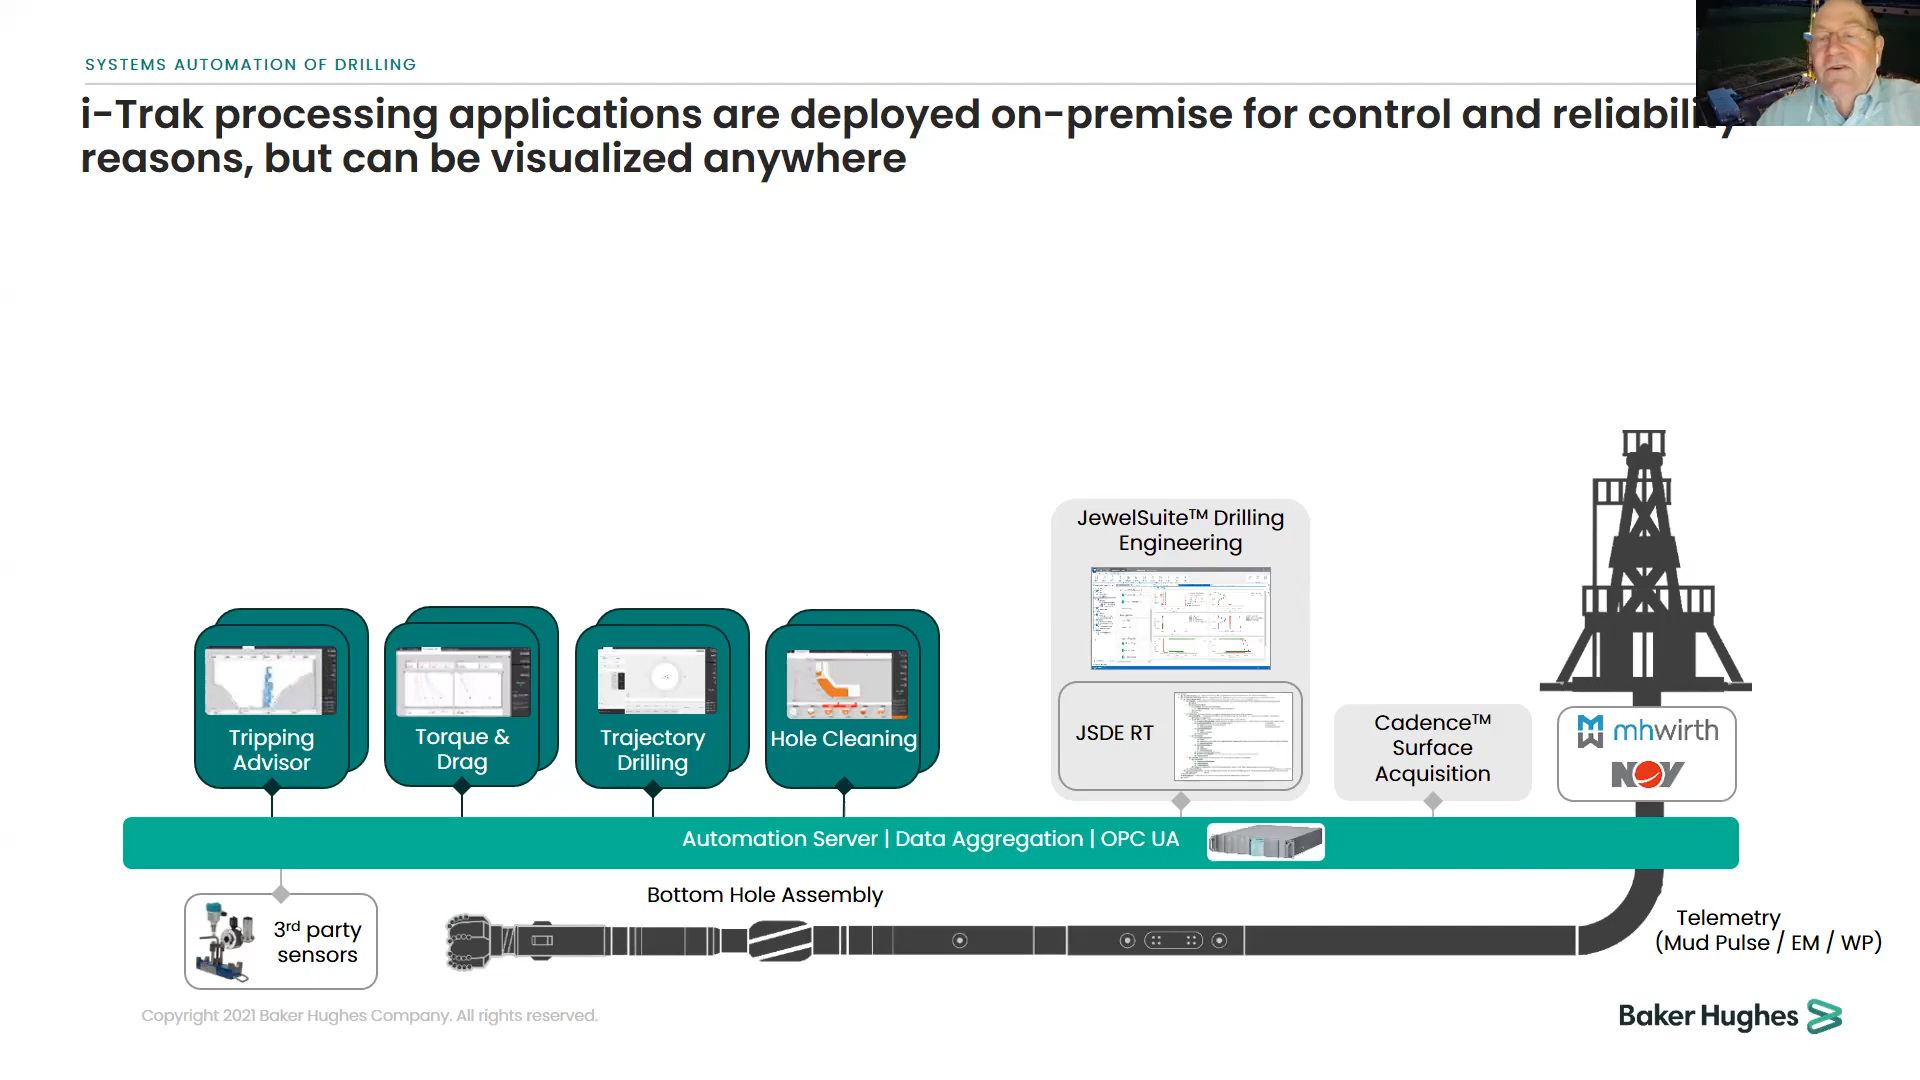 SYSTEMS AUTOMATION OF DRILLING
i-Trak processing applications are deployed on-premise for control and reliability
reasons, but can be visualized anywhere
JewelSuite™ Drilling
Engineering
JSDE RT
Tripping
Advisor
Torque &
Drag
Trajectory
Drilling
Hole Cleaning
Cadence™
Surface
Acquisition
mhwirth
NOV
Automation Server | Data Aggregation | OPC UA
Bottom Hole Assembly
3rd party
sensors
Telemetry
(Mud Pulse / EM / WP)
Copyright 2021 Baker Hughes Company. All rights reserved.
Baker Hughes